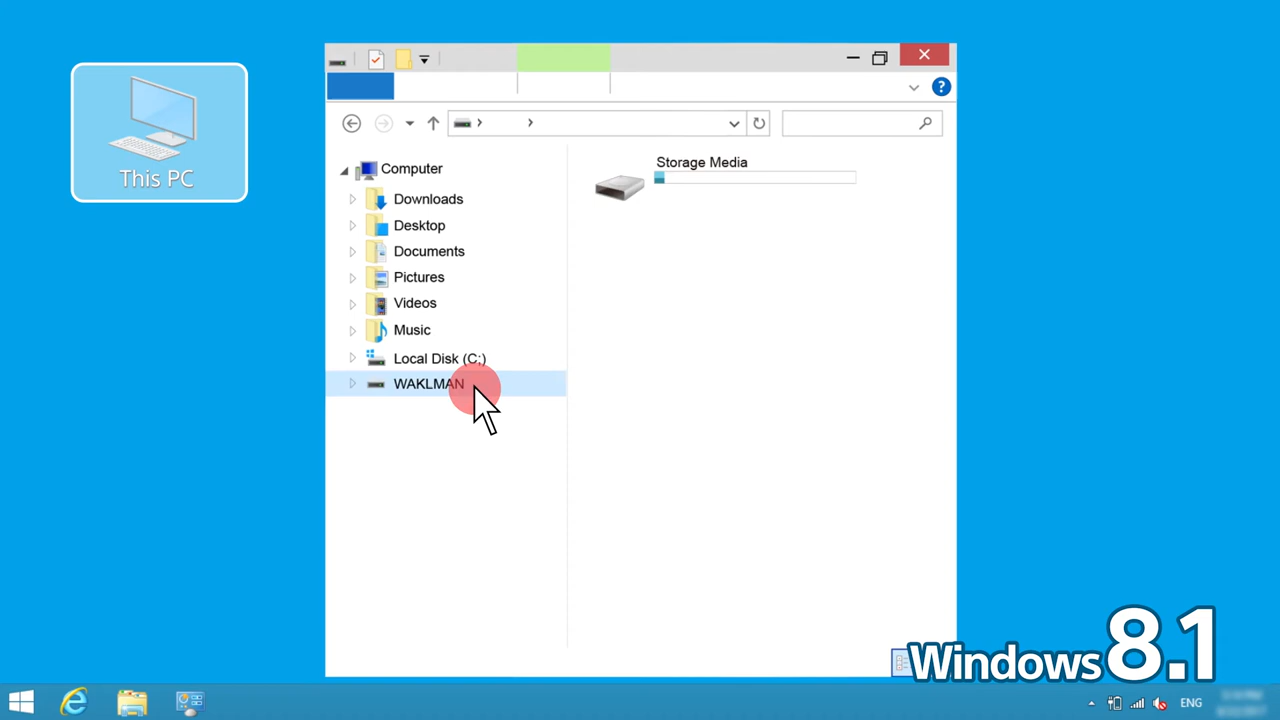 This PC
Computer
Downloads
Desktop
Documents
Pictures
Videos
Music
Local Disk (C;)
WAKLMAN
Storage Media
Windows 8.1
ENG